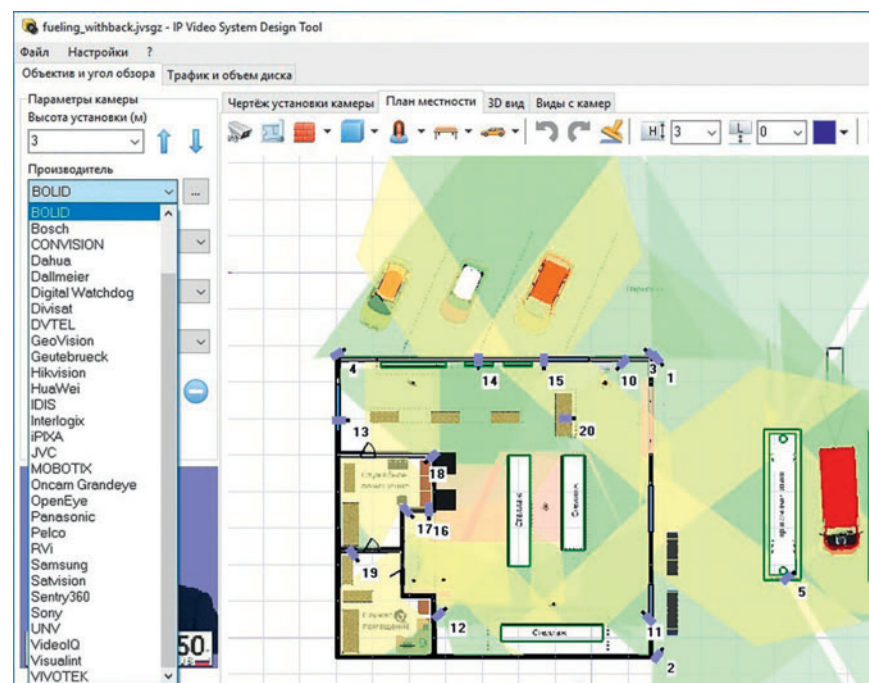 fueling_withback.jvsgz - IP Video System Design Tool
Файл Настройки ?
Объектив и угол обзора Трафик и объем диска
Параметры камеры
Высота установки (м)
3
Производитель
BOLID
...
BOLID
Bosch
CONVISION
Dahua
Dallmeier
Digital Watchdog
Divisat
DVTEL
GeoVision
Geutebrueck
Hikvision
HuaWei
IDIS
Interlogix
iPIXA
JVC
MOBOTIX
Oncam Grandeye
OpenEye
Panasonic
Pelco
RVi
Samsung
Satvision
Sentry360
Sony
UNV
VideoIQ
Visualint
VIVOTEK
50
Чертёж установки камеры План местности 3D вид Виды с камер
H 3 L 0
4 14 15 10 3 1
13 20
18
Служебное помещение
Стеллаж Стеллаж
17 16
19
5
12 11
Стеллаж
2